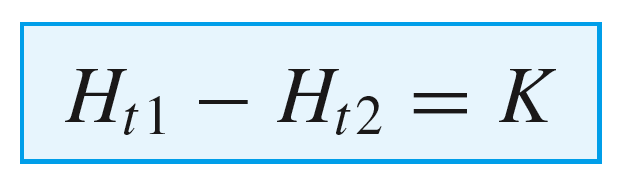 $H_{t1} - H_{t2} = K$